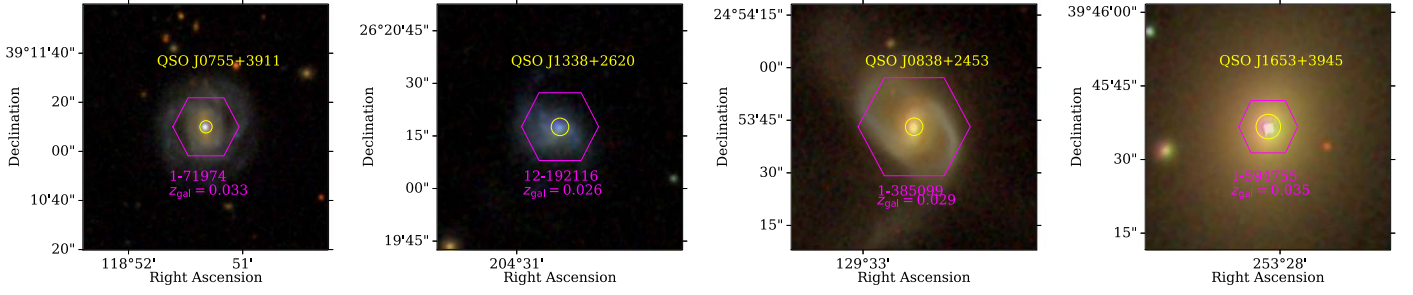 39°11'40"
20"
00"
10'40"
20"
Declination
QSO J0755+3911
1-71974
z_gal = 0.033
118°52'
51'
Right Ascension
26°20'45"
30"
15"
00"
19'45"
Declination
QSO J1338+2620
12-192116
z_gal = 0.026
204°31'
Right Ascension
24°54'15"
00"
53'45"
30"
15"
Declination
QSO J0838+2453
1-385099
z_gal = 0.029
129°33'
Right Ascension
39°46'00"
45'45"
30"
15"
Declination
QSO J1653+3945
z_gal = 0.035
253°28'
Right Ascension